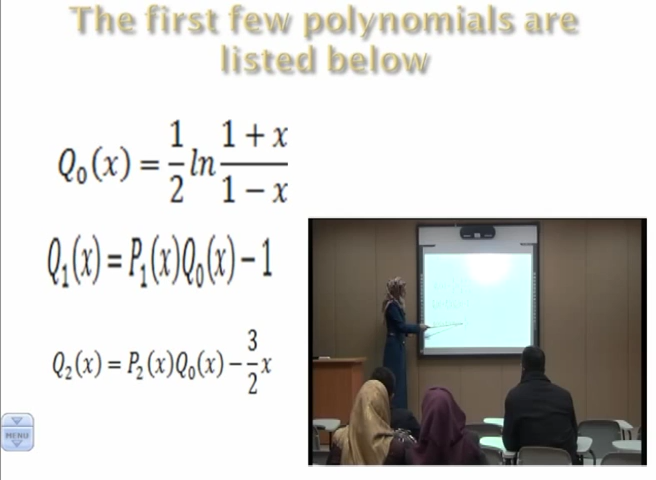 The first few polynomials are
listed below
Q₀(x) = 1/2 ln (1 + x)/(1 − x)
Q₁(x) = P₁(x)Q₀(x) − 1
Q₂(x) = P₂(x)Q₀(x) − 3/2 x
MENU